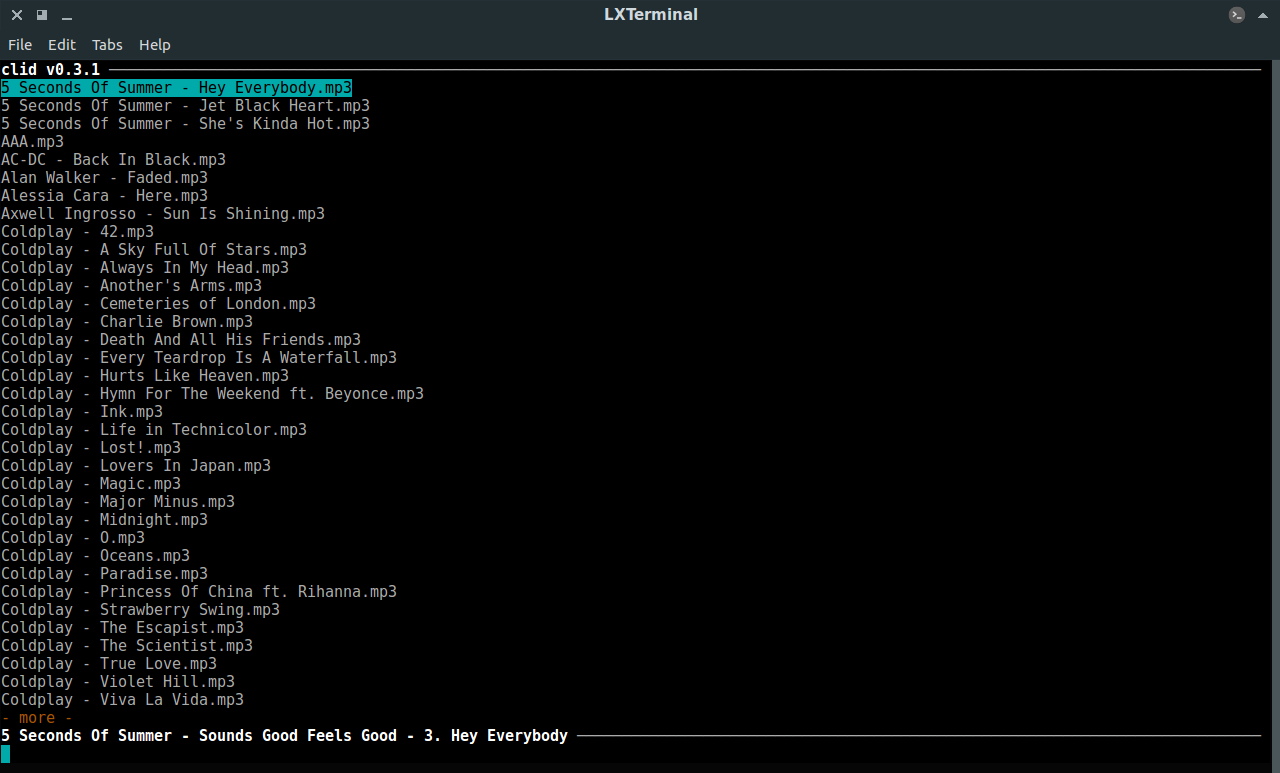 LXTerminal
File Edit Tabs Help
clid v0.3.1
5 Seconds Of Summer - Hey Everybody.mp3
5 Seconds Of Summer - Jet Black Heart.mp3
5 Seconds Of Summer - She's Kinda Hot.mp3
AAA.mp3
AC-DC - Back In Black.mp3
Alan Walker - Faded.mp3
Alessia Cara - Here.mp3
Axwell Ingrosso - Sun Is Shining.mp3
Coldplay - 42.mp3
Coldplay - A Sky Full Of Stars.mp3
Coldplay - Always In My Head.mp3
Coldplay - Another's Arms.mp3
Coldplay - Cemeteries of London.mp3
Coldplay - Charlie Brown.mp3
Coldplay - Death And All His Friends.mp3
Coldplay - Every Teardrop Is A Waterfall.mp3
Coldplay - Hurts Like Heaven.mp3
Coldplay - Hymn For The Weekend ft. Beyonce.mp3
Coldplay - Ink.mp3
Coldplay - Life in Technicolor.mp3
Coldplay - Lost!.mp3
Coldplay - Lovers In Japan.mp3
Coldplay - Magic.mp3
Coldplay - Major Minus.mp3
Coldplay - Midnight.mp3
Coldplay - O.mp3
Coldplay - Oceans.mp3
Coldplay - Paradise.mp3
Coldplay - Princess Of China ft. Rihanna.mp3
Coldplay - Strawberry Swing.mp3
Coldplay - The Escapist.mp3
Coldplay - The Scientist.mp3
Coldplay - True Love.mp3
Coldplay - Violet Hill.mp3
Coldplay - Viva La Vida.mp3
- more -
5 Seconds Of Summer - Sounds Good Feels Good - 3. Hey Everybody